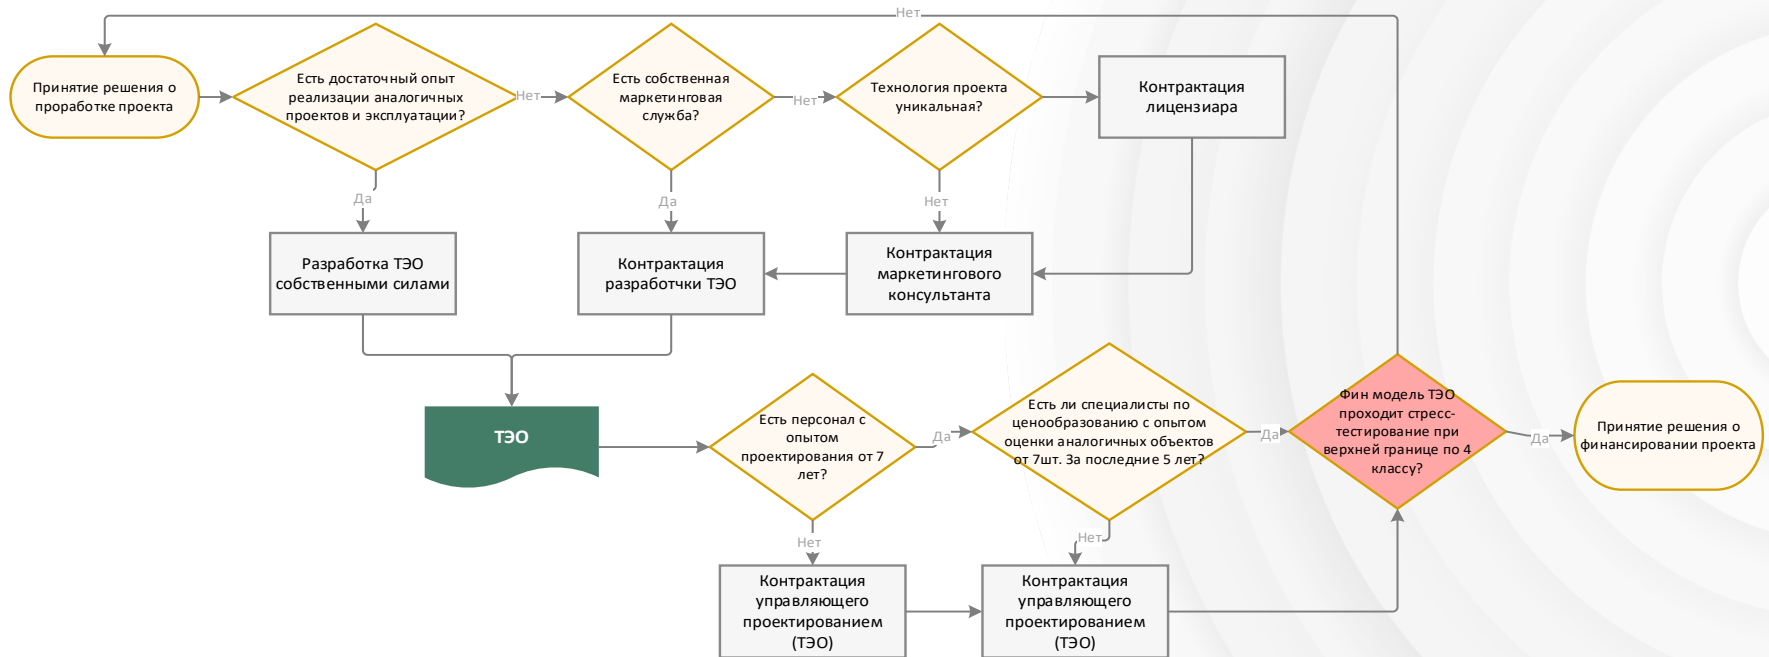 Нет
Принятие решения о
проработке проекта
Есть достаточный опыт
реализации аналогичных
проектов и эксплуатации?
Нет
Есть собственная
маркетинговая
служба?
Нет
Технология проекта
уникальная?
Контрактация
лицензиара
Да
Да
Нет
Разработка ТЭО
собственными силами
Контрактация
разработчки ТЭО
Контрактация
маркетингового
консультанта
ТЭО
Есть персонал с
опытом
проектирования от 7
лет?
Да
Есть ли специалисты по
ценообразованию с опытом
оценки аналогичных объектов
от 7шт. За последние 5 лет?
Да
Фин модель ТЭО
проходит стресс-
тестирование при
верхней границе по 4
классу?
Да
Принятие решения о
финансировании проекта
Нет
Нет
Контрактация
управляющего
проектированием
(ТЭО)
Контрактация
управляющего
проектированием
(ТЭО)